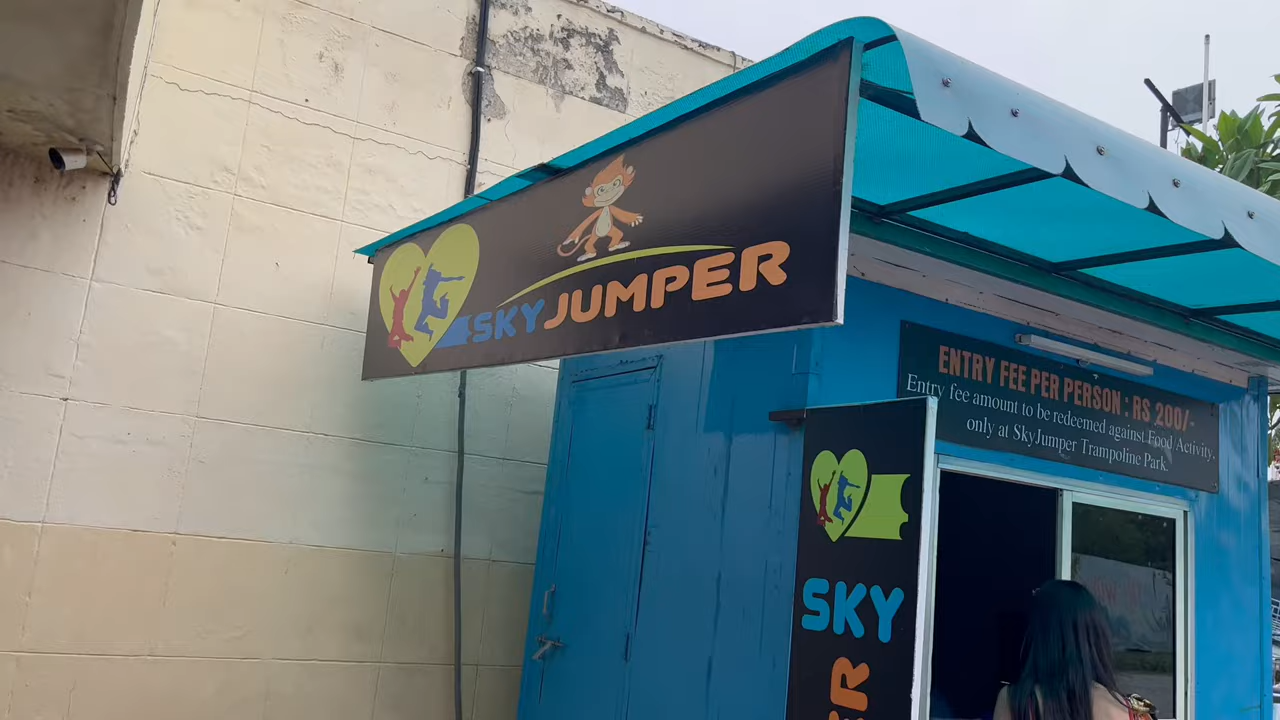 SKY JUMPER
ENTRY FEE PER PERSON : RS 200/-
Entry fee amount to be redeemed against Food Activity.
only at SkyJumper Trampoline Park.
SKY